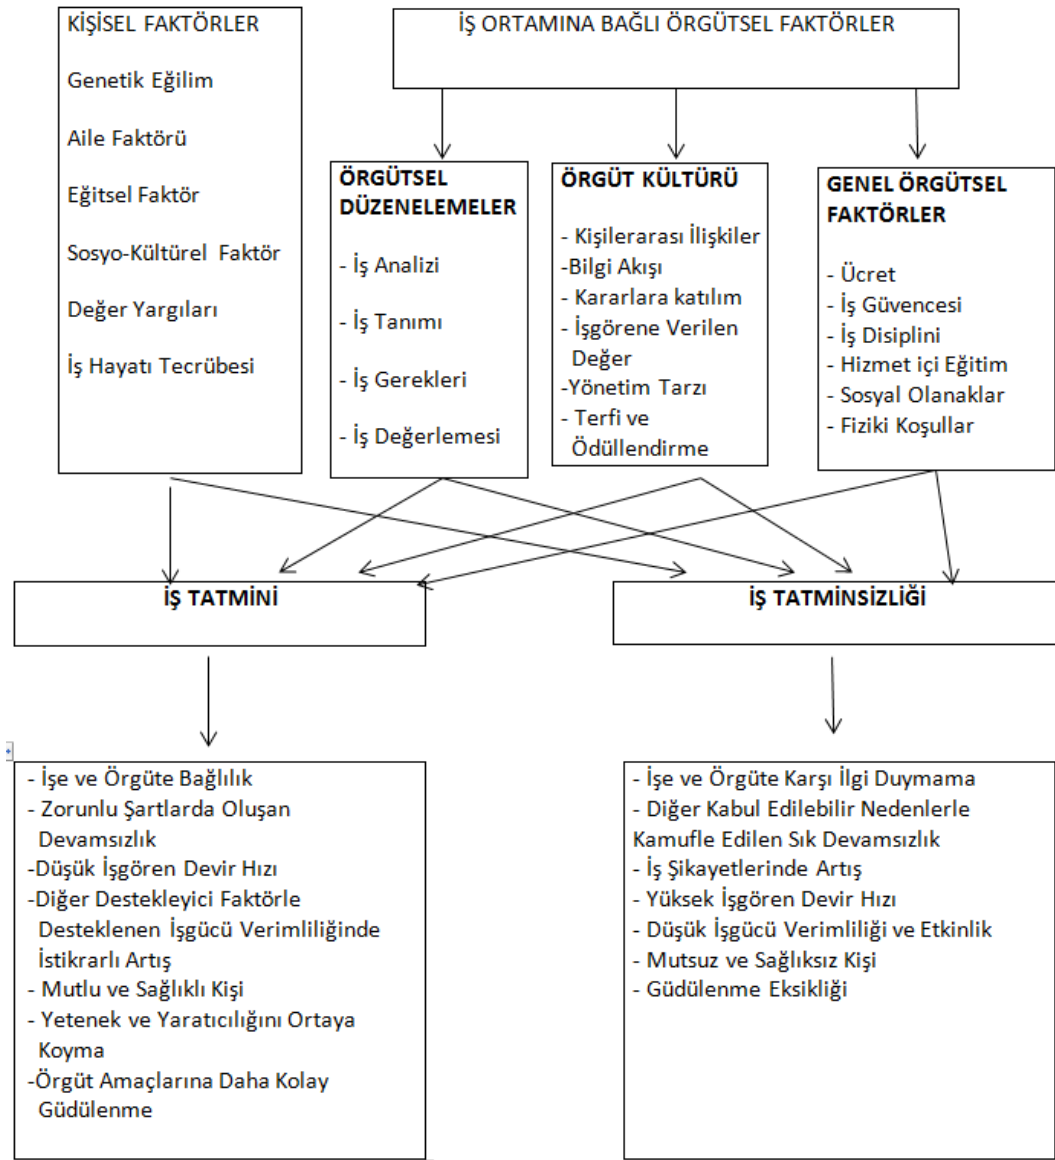 KİŞİSEL FAKTÖRLER
Genetik Eğilim
Aile Faktörü
Eğitsel Faktör
Sosyo-Kültürel Faktör
Değer Yargıları
İş Hayatı Tecrübesi
İŞ ORTAMINA BAĞLI ÖRGÜTSEL FAKTÖRLER
ÖRGÜTSEL
DÜZENELEMELER
- İş Analizi
- İş Tanımı
- İş Gerekleri
- İş Değerlemesi
ÖRGÜT KÜLTÜRÜ
- Kişilerarası İlişkiler
-Bilgi Akışı
- Kararlara katılım
- İşgörene Verilen
Değer
-Yönetim Tarzı
- Terfi ve
Ödüllendirme
GENEL ÖRGÜTSEL
FAKTÖRLER
- Ücret
- İş Güvencesi
- İş Disiplini
- Hizmet içi Eğitim
- Sosyal Olanaklar
- Fiziki Koşullar
İŞ TATMİNİ
İŞ TATMİNSİZLİĞİ
- İşe ve Örgüte Bağlılık
- Zorunlu Şartlarda Oluşan
Devamsızlık
-Düşük İşgören Devir Hızı
-Diğer Destekleyici Faktörle
Desteklenen İşgücü Verimliliğinde
İstikrarlı Artış
- Mutlu ve Sağlıklı Kişi
- Yetenek ve Yaratıcılığını Ortaya
Koyma
-Örgüt Amaçlarına Daha Kolay
Güdülenme
- İşe ve Örgüte Karşı İlgi Duymama
- Diğer Kabul Edilebilir Nedenlerle
Kamufle Edilen Sık Devamsızlık
- İş Şikayetlerinde Artış
- Yüksek İşgören Devir Hızı
- Düşük İşgücü Verimliliği ve Etkinlik
- Mutsuz ve Sağlıksız Kişi
- Güdülenme Eksikliği